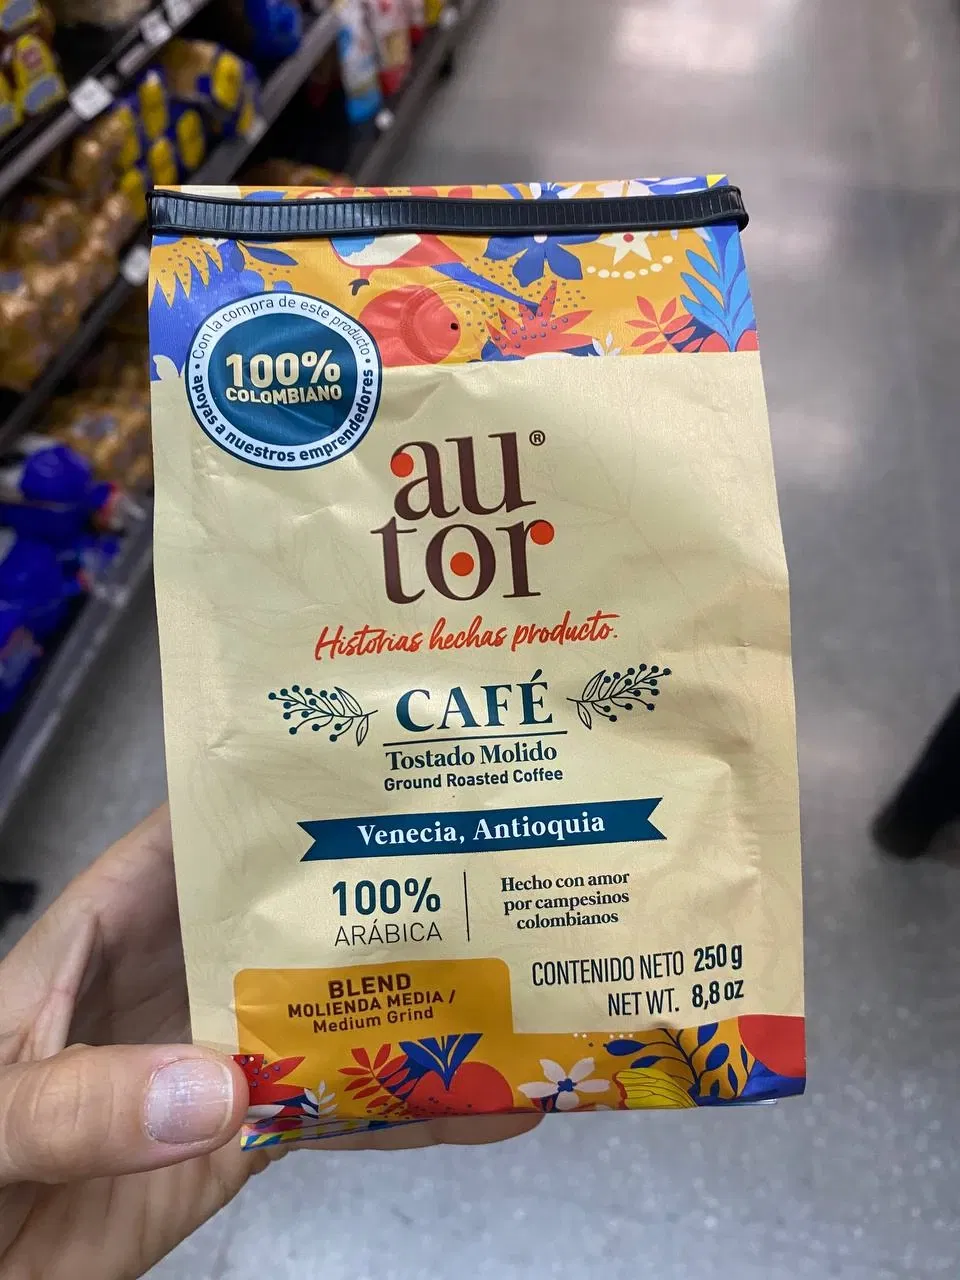 Con la compra de este producto
apoyas a nuestros emprendedores
100%
COLOMBIANO
au®
tor
Historias hechas producto.
CAFÉ
Tostado Molido
Ground Roasted Coffee
Venecia, Antioquia
100%
ARÁBICA
Hecho con amor
por campesinos
colombianos
BLEND
MOLIENDA MEDIA /
Medium Grind
CONTENIDO NETO 250 g
NET WT. 8,8 OZ